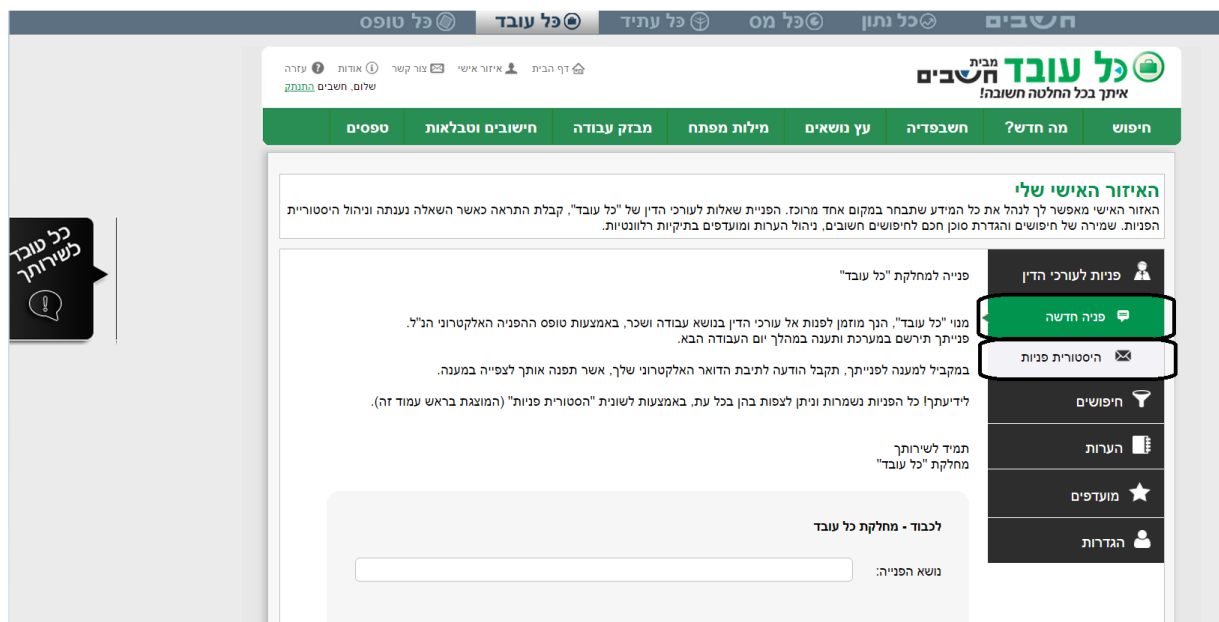 חשבים כל נתון כל מס כל עתיד כל עובד כל טופס
כל עובד מבית חשבים
איתך בכל החלטה חשובה!
דף הבית איזור אישי צור קשר אודות עזרה
שלום, חשבים התנתק
חיפוש מה חדש? חשבפדיה עץ נושאים מילות מפתח מבזק עבודה חישובים וטבלאות טפסים
האיזור האישי שלי
האזור האישי מאפשר לך לנהל את כל המידע שתבחר במקום אחד מרוכז. הפניית שאלות לעורכי הדין של "כל עובד", קבלת התראה כאשר השאלה נענתה וניהול היסטוריית
הפניות. שמירה של חיפושים והגדרת סוכן חכם לחיפושים חשובים, ניהול הערות ומועדפים בתיקיות רלוונטיות.
כל עובד
לשירותך
פניות לעורכי הדין
פניה חדשה
היסטורית פניות
חיפושים
הערות
מועדפים
הגדרות
פנייה למחלקת "כל עובד"
מנוי "כל עובד", הנך מוזמן לפנות אל עורכי הדין בנושא עבודה ושכר, באמצעות טופס ההפניה האלקטרוני הנ"ל.
פנייתך תירשם במערכת ותענה במהלך יום העבודה הבא.
במקביל למענה לפנייתך, תקבל הודעה לתיבת הדואר האלקטרוני שלך, אשר תפנה אותך לצפייה במענה.
לידיעתך! כל הפניות נשמרות וניתן לצפות בהן בכל עת, באמצעות לשונית "הסטורית פניות" (המוצגת בראש עמוד זה).
תמיד לשירותך
מחלקת "כל עובד"
לכבוד - מחלקת כל עובד
נושא הפנייה: